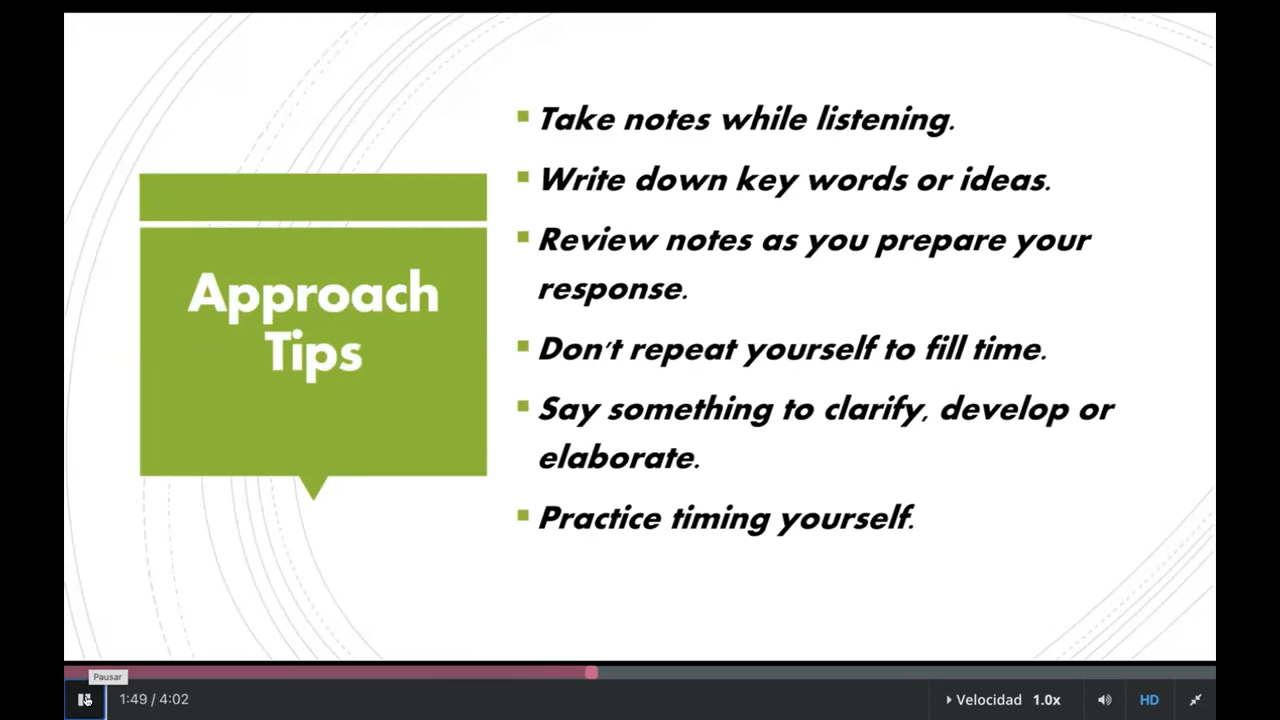 Approach
Tips
Take notes while listening.
Write down key words or ideas.
Review notes as you prepare your
response.
Don't repeat yourself to fill time.
Say something to clarify, develop or
elaborate.
Practice timing yourself.
Pausar
1:49 / 4:02
Velocidad 1.0x
HD